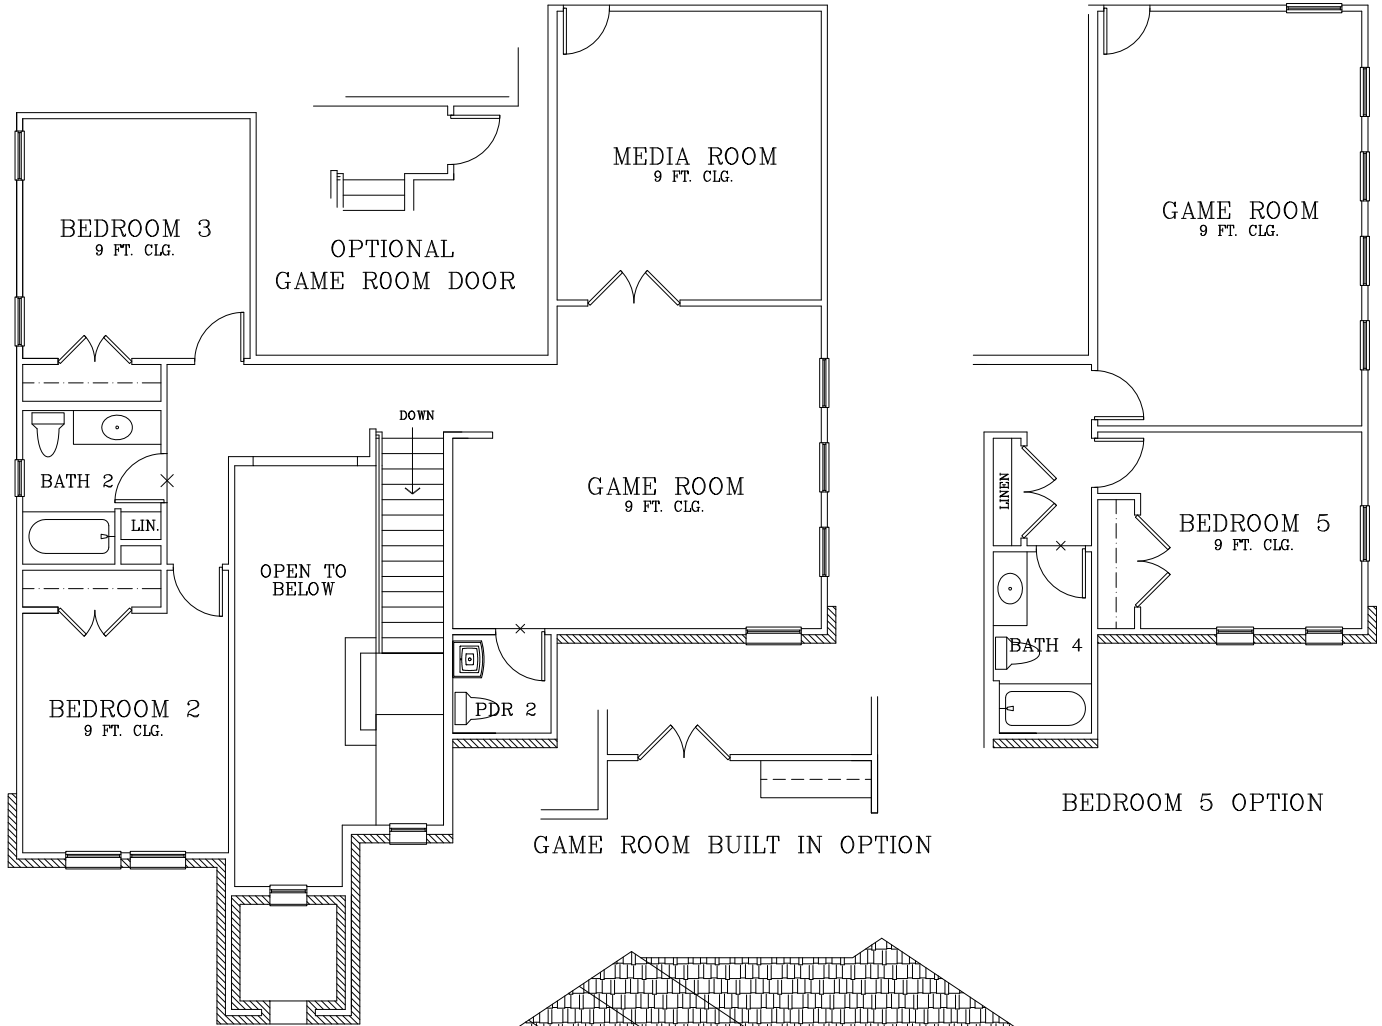 MEDIA ROOM
9 FT. CLG.
BEDROOM 3
9 FT. CLG.
OPTIONAL
GAME ROOM DOOR
GAME ROOM
9 FT. CLG.
DOWN
BATH 2
LIN.
GAME ROOM
9 FT. CLG.
LINEN
BEDROOM 5
9 FT. CLG.
OPEN TO
BELOW
BATH 4
BEDROOM 2
9 FT. CLG.
PDR 2
BEDROOM 5 OPTION
GAME ROOM BUILT IN OPTION